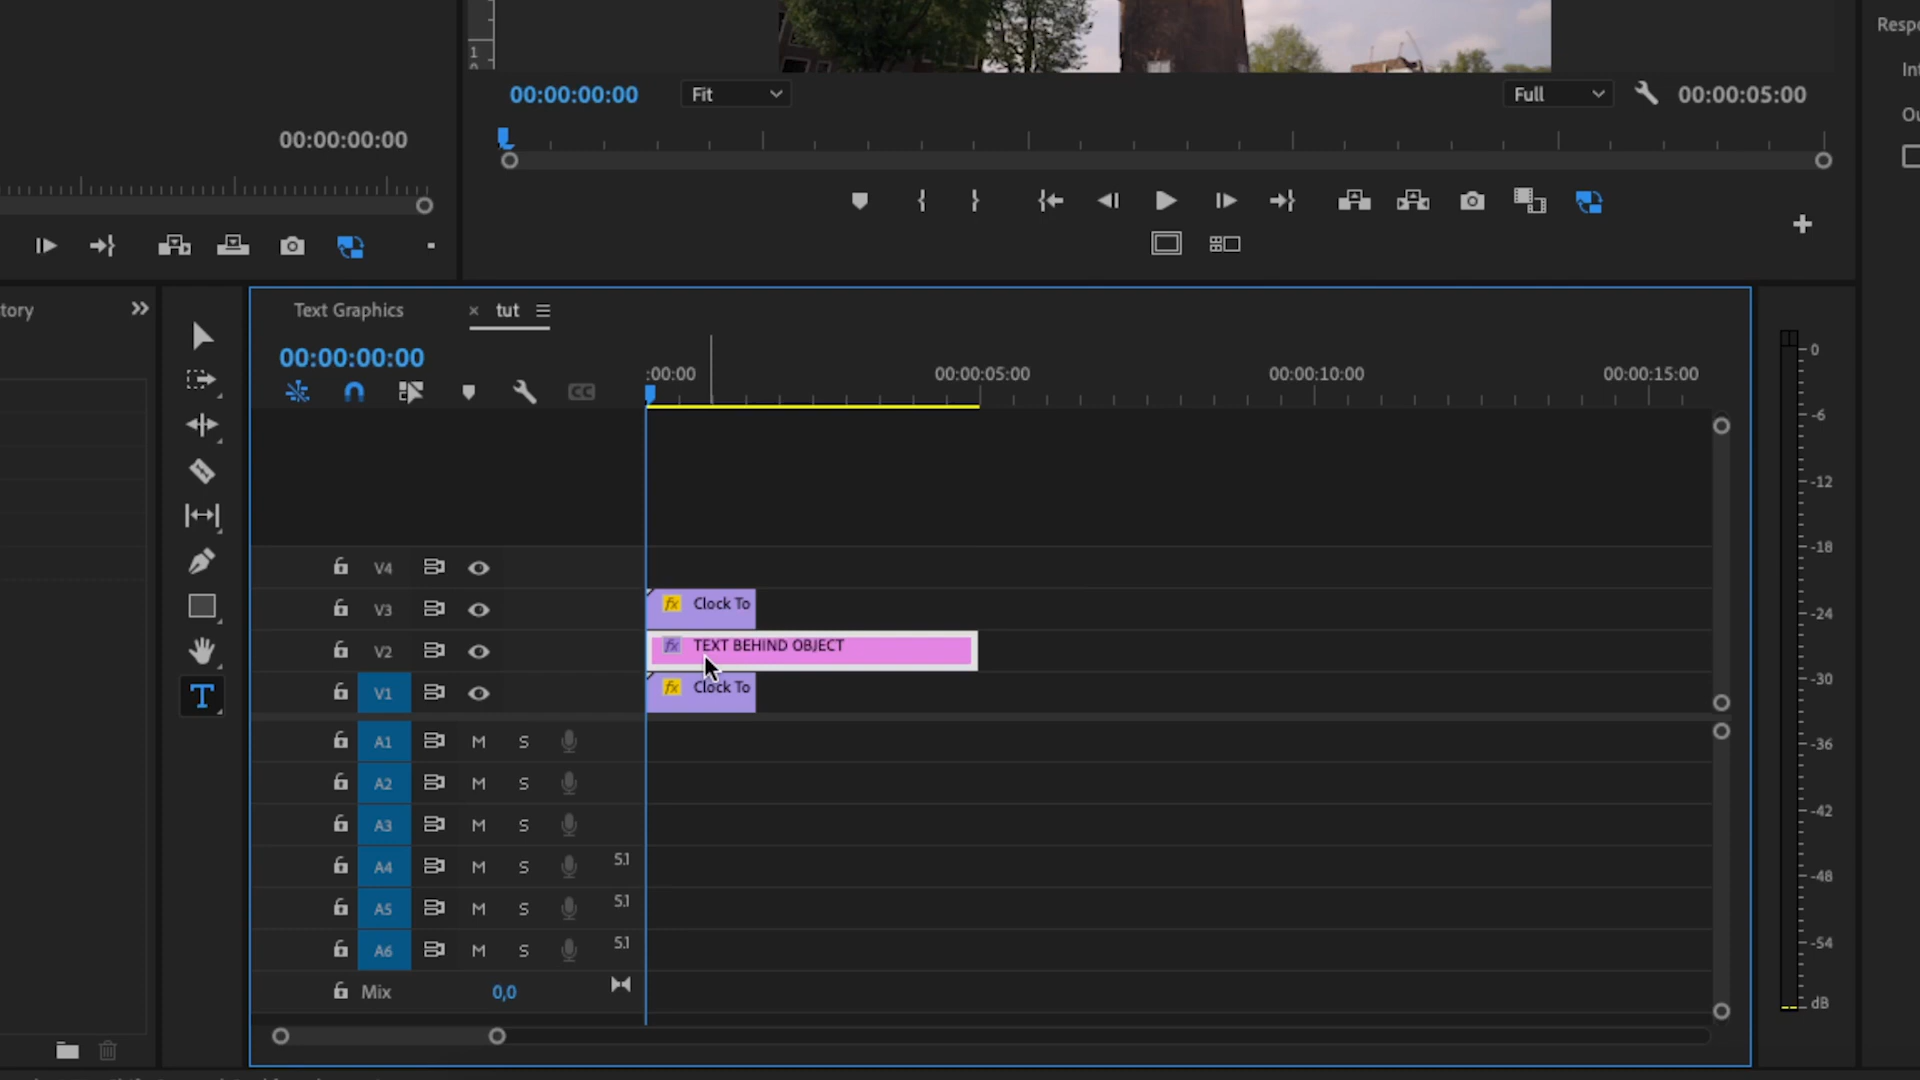 Resp
1
00:00:00:00
Fit
Full
00:00:05:00
Int
00:00:00:00
Ou
tory
Text Graphics
× tut
00:00:00:00
:00:00
00:00:05:00
00:00:10:00
00:00:15:00
CC
V4
V3
fx Clock To
V2
fx TEXT BEHIND OBJECT
V1
fx Clock To
A1 M S
A2 M S
A3 M S
A4 M S 5.1
A5 M S 5.1
A6 M S 5.1
Mix 0,0
0
-6
-12
-18
-24
-30
-36
-42
-48
-54
dB